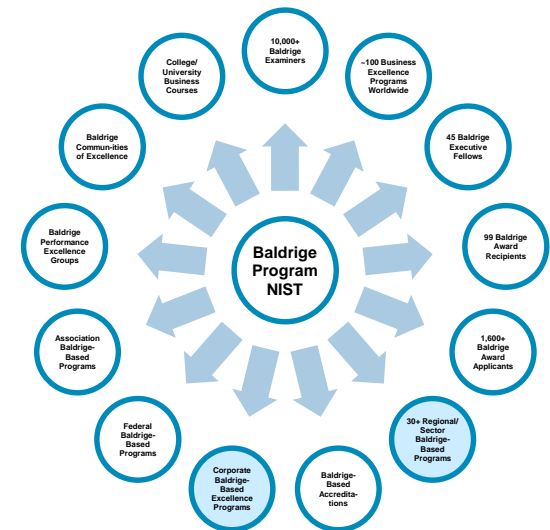 10,000+
Baldrige
Examiners
~100 Business
Excellence
Programs
Worldwide
45 Baldrige
Executive
Fellows
99 Baldrige
Award
Recipients
1,600+
Baldrige
Award
Applicants
30+ Regional/
Sector
Baldrige-
Based
Programs
Baldrige-
Based
Accredita-
tions
Corporate
Baldrige-
Based
Excellence
Programs
Federal
Baldrige-
Based
Programs
Association
Baldrige-
Based
Programs
Baldrige
Performance
Excellence
Groups
Baldrige
Commun-ities
of Excellence
College/
University
Business
Courses
Baldrige
Program
NIST